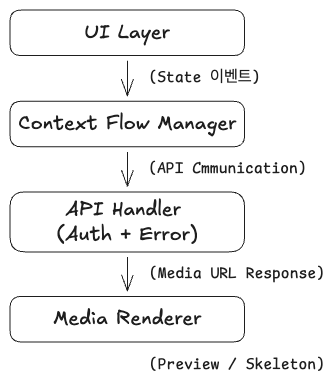 UI Layer
(State 이벤트)
Context Flow Manager
(API Cmmunication)
API Handler
(Auth + Error)
(Media URL Response)
Media Renderer
(Preview / Skeleton)